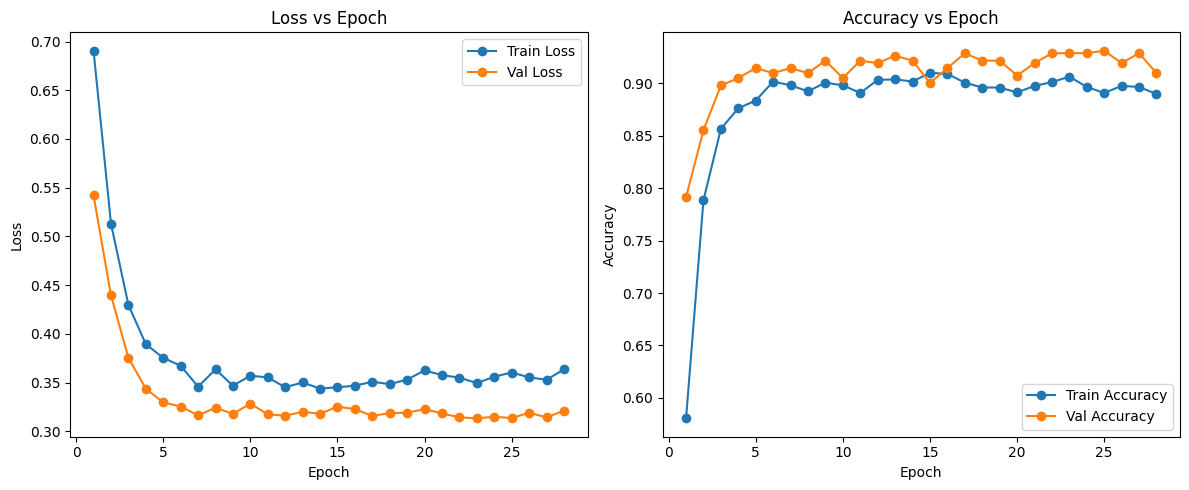 Loss vs Epoch
0.70
0.65
0.60
0.55
0.50
0.45
0.40
0.35
0.30
Loss
Train Loss
Val Loss
0 5 10 15 20 25
Epoch
Accuracy vs Epoch
0.90
0.85
0.80
0.75
0.70
0.65
0.60
Accuracy
Train Accuracy
Val Accuracy
0 5 10 15 20 25
Epoch